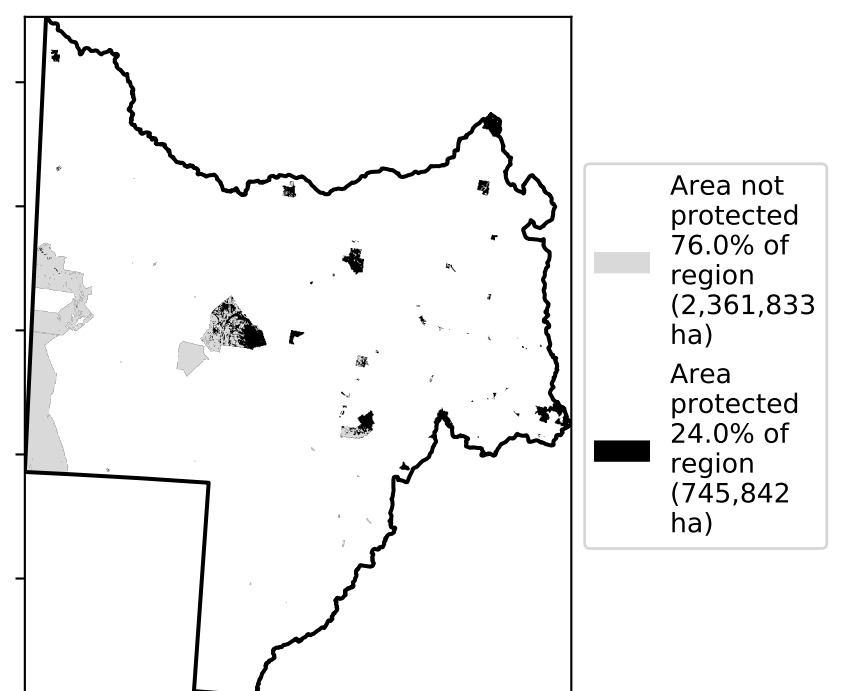 Area not
protected
76.0% of
region
(2,361,833
ha)
Area
protected
24.0% of
region
(745,842
ha)